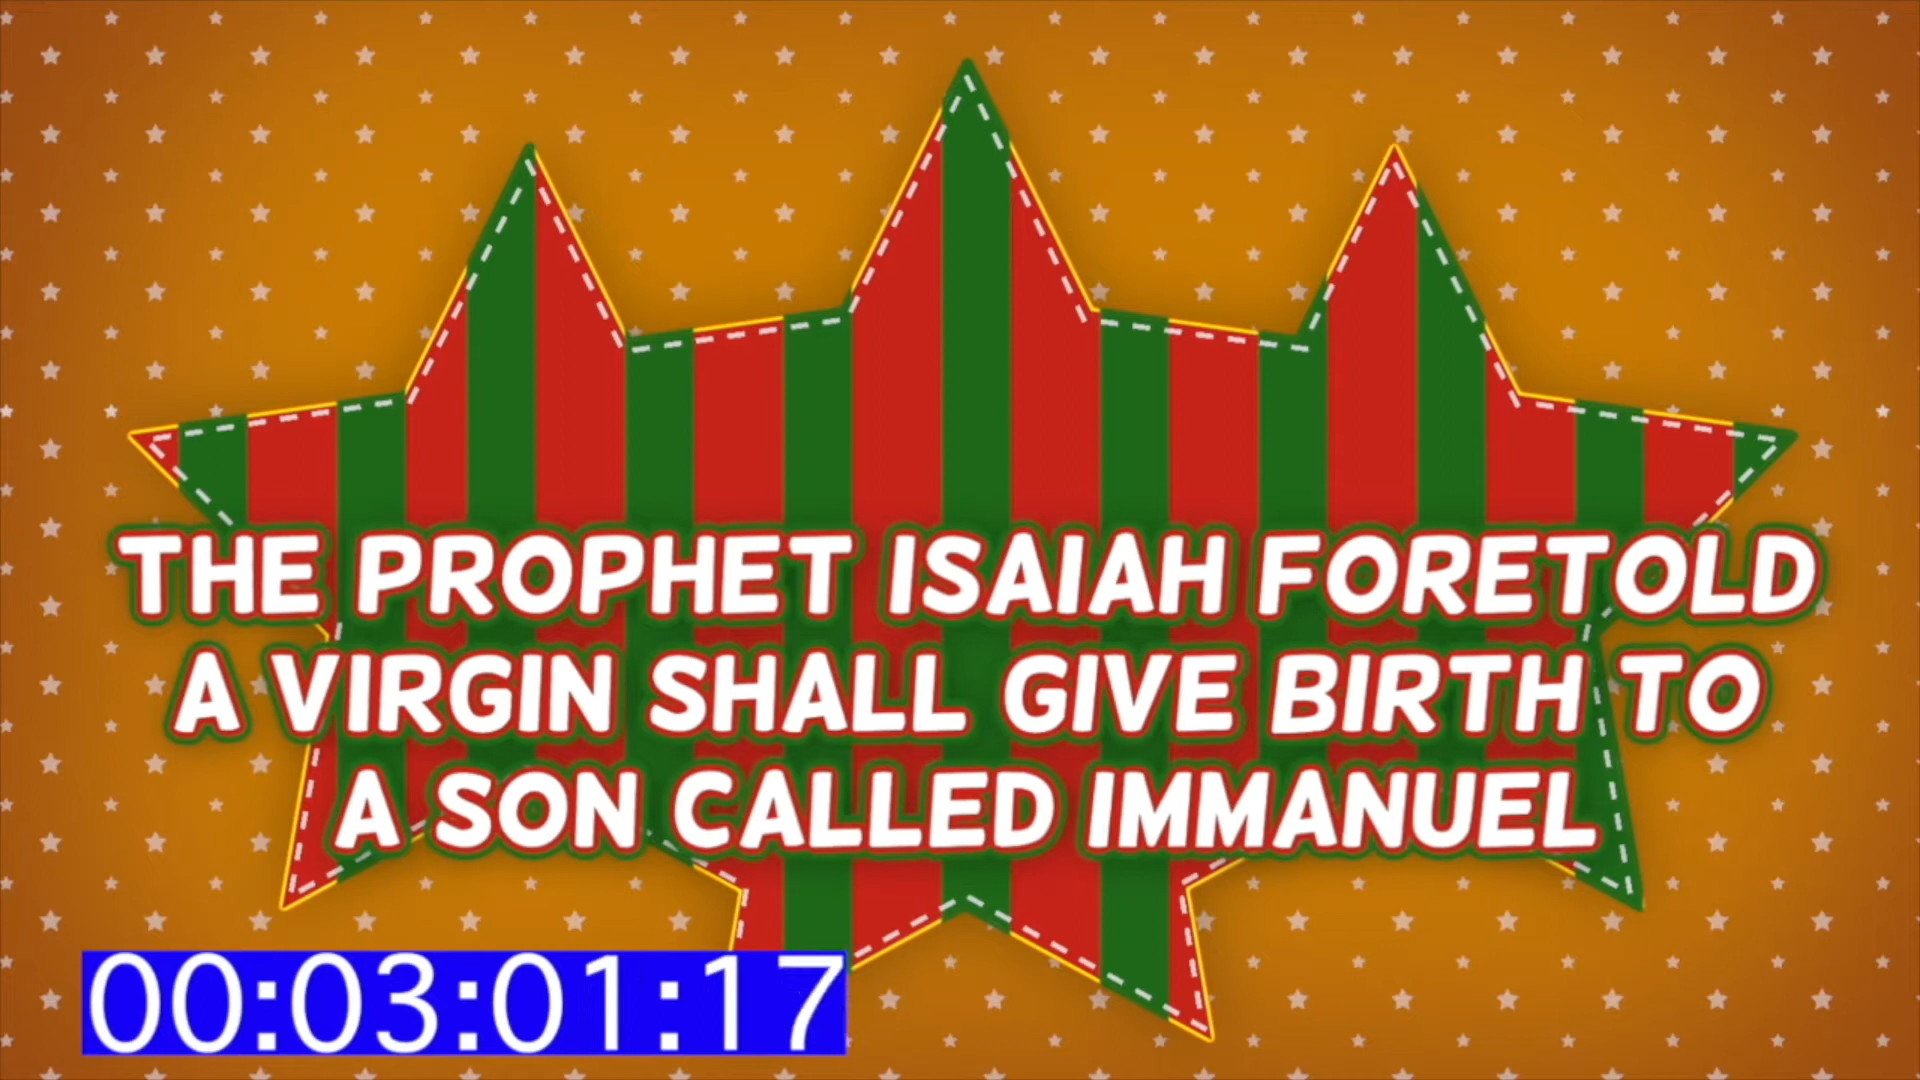 THE PROPHET ISAIAH FORETOLD
A VIRGIN SHALL GIVE BIRTH TO
A SON CALLED IMMANUEL
00:03:01:17